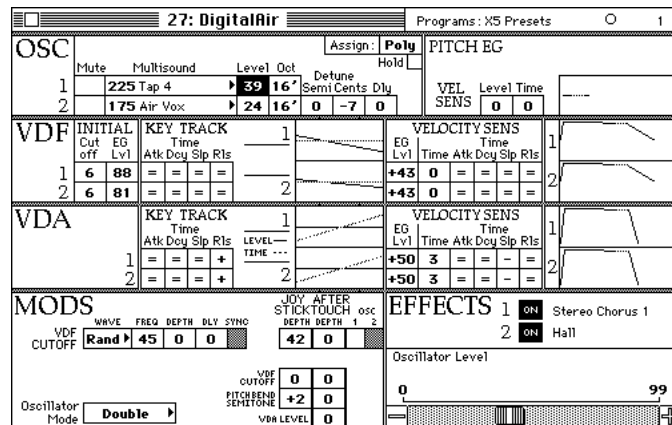 27: DigitalAir Programs: X5 Presets 1
OSC Assign: Poly PITCH EG
Hold
Mute Multisound Level Oct Detune
Semi Cents Dly VEL SENS Level Time
1 225 Tap 4 39 16' 0 0
2 175 Air Vox 24 16' 0 -7 0
VDF INITIAL KEY TRACK 1 VELOCITY SENS 1
Cut off EG Lvl Time EG Lvl Time
Atk Dcy Slp Rls Time Atk Dcy Slp Rls
1 6 88 = = = = +43 0 = = = =
2 6 81 = = = = 2 +43 0 = = = = 2
VDA KEY TRACK 1 VELOCITY SENS 1
Time EG Lvl Time
Atk Dcy Slp Rls LEVEL TIME Time Atk Dcy Slp Rls
1 = = = + +50 3 = = - =
2 = = = + 2 +50 3 = = - = 2
MODS JOY STICK AFTER TOUCH osc EFFECTS 1 ON Stereo Chorus 1
WAVE FREQ DEPTH DLY SYNC DEPTH DEPTH 1 2 2 ON Hall
VDF CUTOFF Rand 45 0 0 42 0
Oscillator Level
VDF CUTOFF 0 0
PITCHBEND SEMITONE +2 0 0 99
Oscillator Mode Double
VDA LEVEL 0